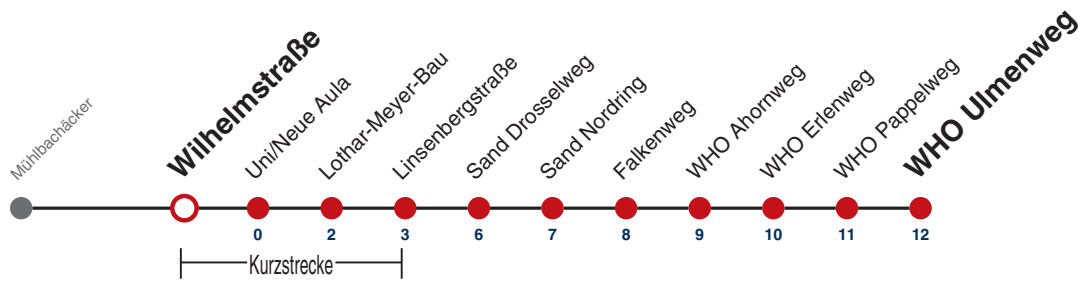 Mühlbachäcker
Wilhelmstraße
Uni/Neue Aula
Lothar-Meyer-Bau
Linsenbergstraße
Sand Drosselweg
Sand Nordring
Falkenweg
WHO Ahornweg
WHO Erlenweg
WHO Pappelweg
WHO Ulmenweg
0 2 3 6 7 8 9 10 11 12
Kurzstrecke